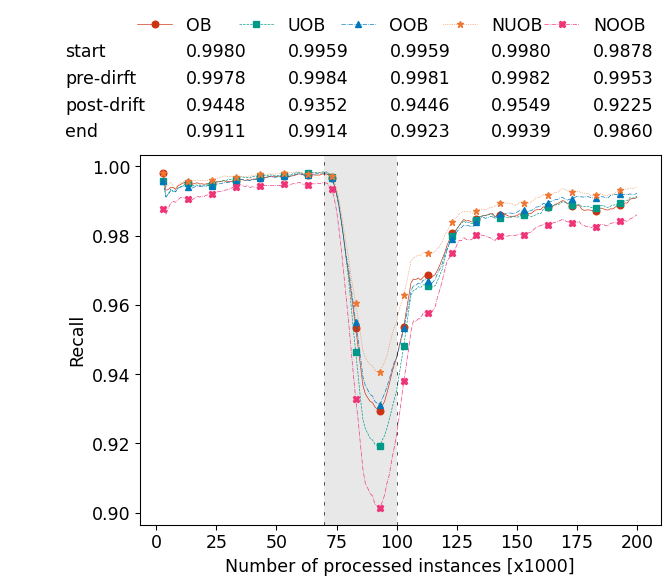 OB UOB OOB NUOB NOOB
start 0.9980 0.9959 0.9959 0.9980 0.9878
pre-dirft 0.9978 0.9984 0.9981 0.9982 0.9953
post-drift 0.9448 0.9352 0.9446 0.9549 0.9225
end 0.9911 0.9914 0.9923 0.9939 0.9860
1.00
0.98
0.96
0.94
0.92
0.90
Recall
0 25 50 75 100 125 150 175 200
Number of processed instances [x1000]